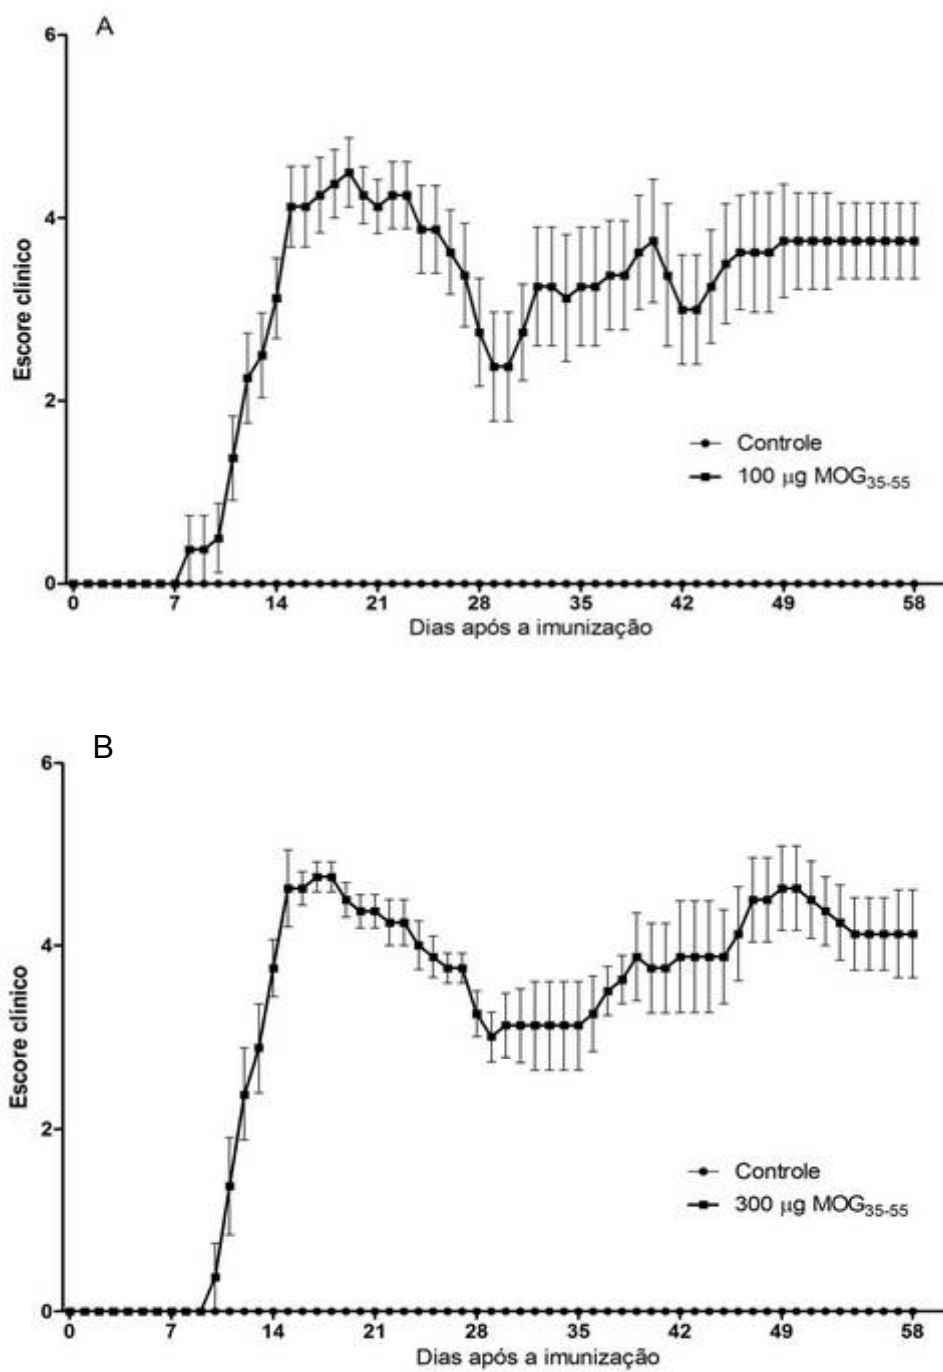 A
6
4
2
0
Escore clínico
Controle
100 µg MOG35-55
0 7 14 21 28 35 42 49 58
Dias após a imunização
B
6
4
2
0
Escore clínico
Controle
300 µg MOG35-55
0 7 14 21 28 35 42 49 58
Dias após a imunização